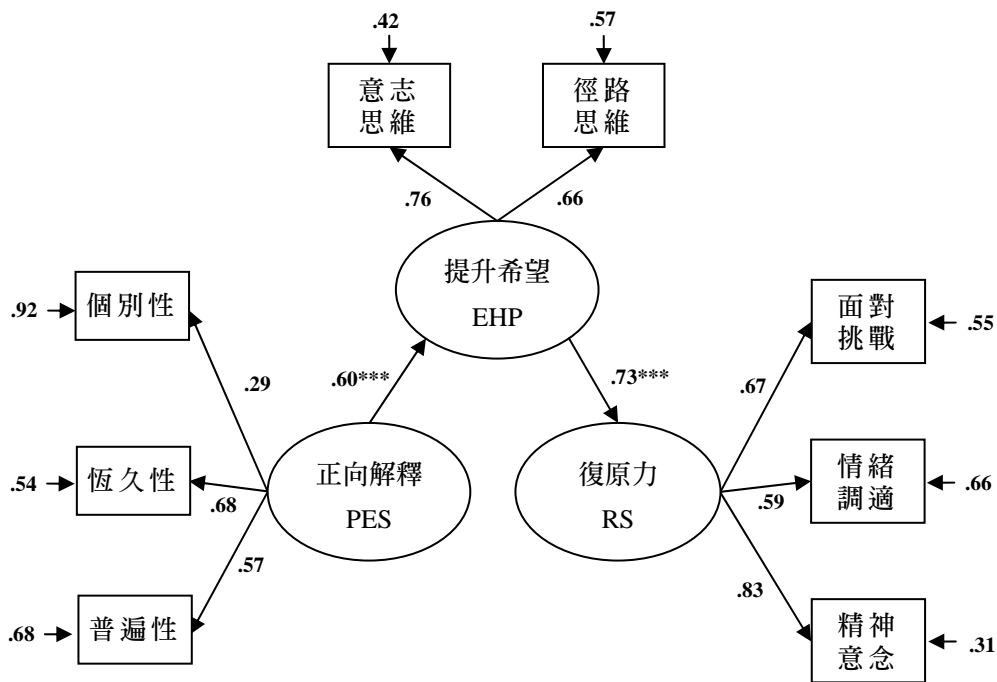 .42
.57
意志
思維
徑路
思維
.76
.66
提升希望
EHP
.92
個別性
面對
挑戰
.55
.60***
.73***
.29
.67
.54
恆久性
.68
正向解釋
PES
復原力
RS
.59
情緒
調適
.66
.57
.83
.68
普遍性
精神
意念
.31